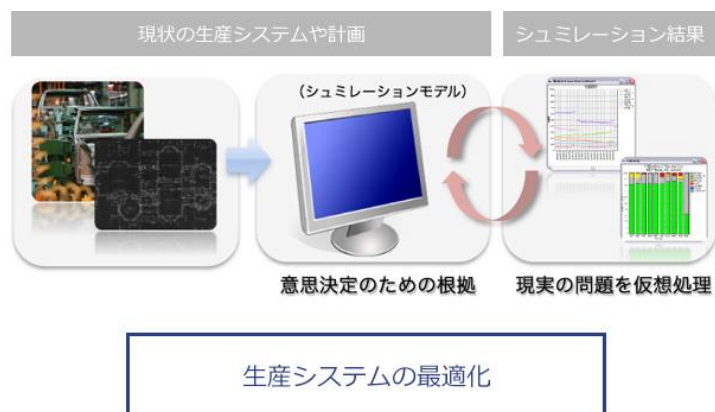 現状の生産システムや計画
シュミレーション結果
(シュミレーションモデル)
意思決定のための根拠
現実の問題を仮想処理
生産システムの最適化